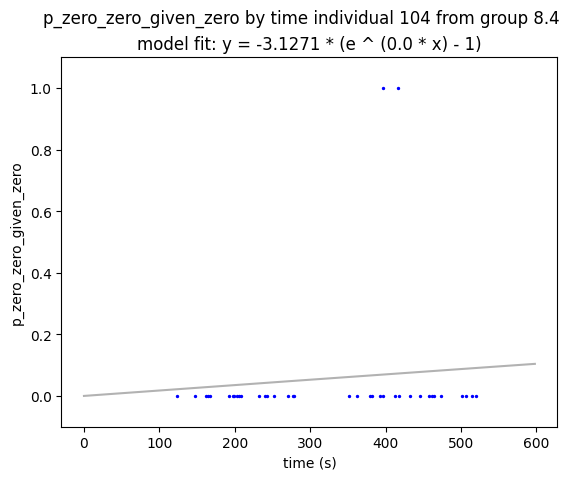 p_zero_zero_given_zero by time individual 104 from group 8.4
model fit: y = -3.1271 * (e ^ (0.0 * x) - 1)
1.0
0.8
0.6
0.4
0.2
0.0
p_zero_zero_given_zero
0 100 200 300 400 500 600
time (s)